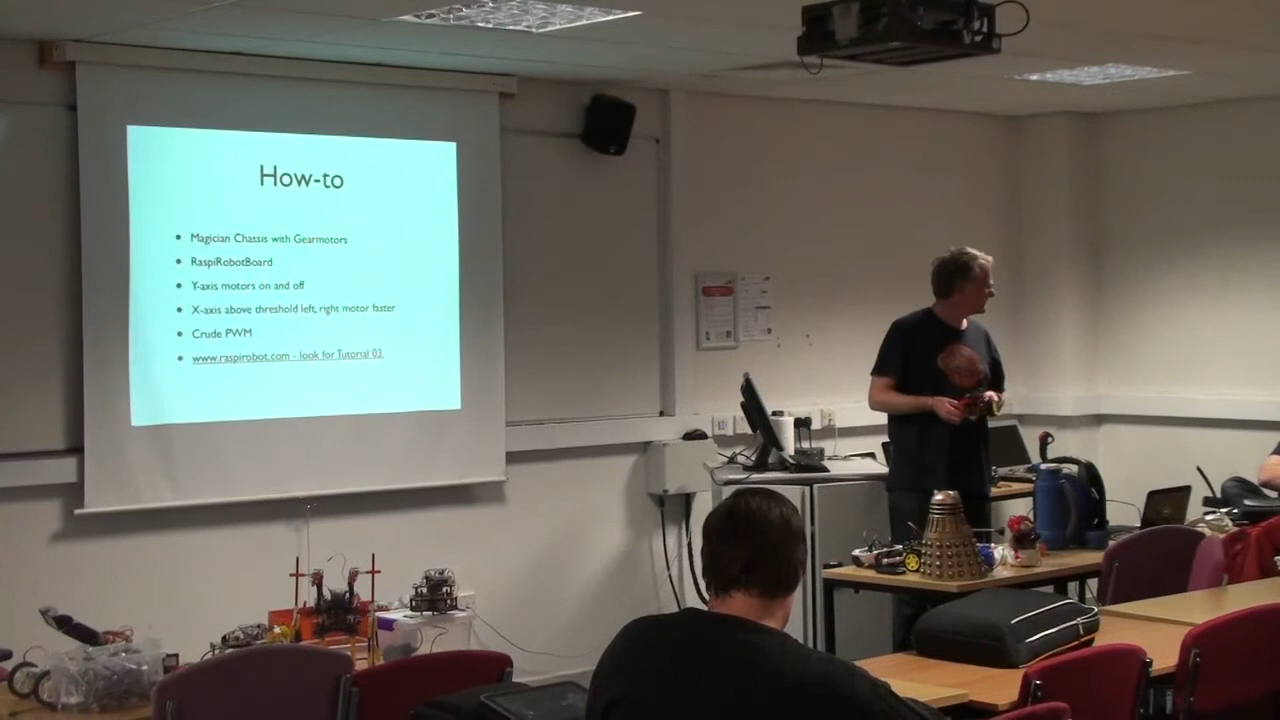 How-to
Magician Chassis with Gearmotors
RaspiRobotBoard
Y-axis motors on and off
X-axis above threshold left, right motor faster
Crude PWM
www.raspirobot.com - look for Tutorial 03